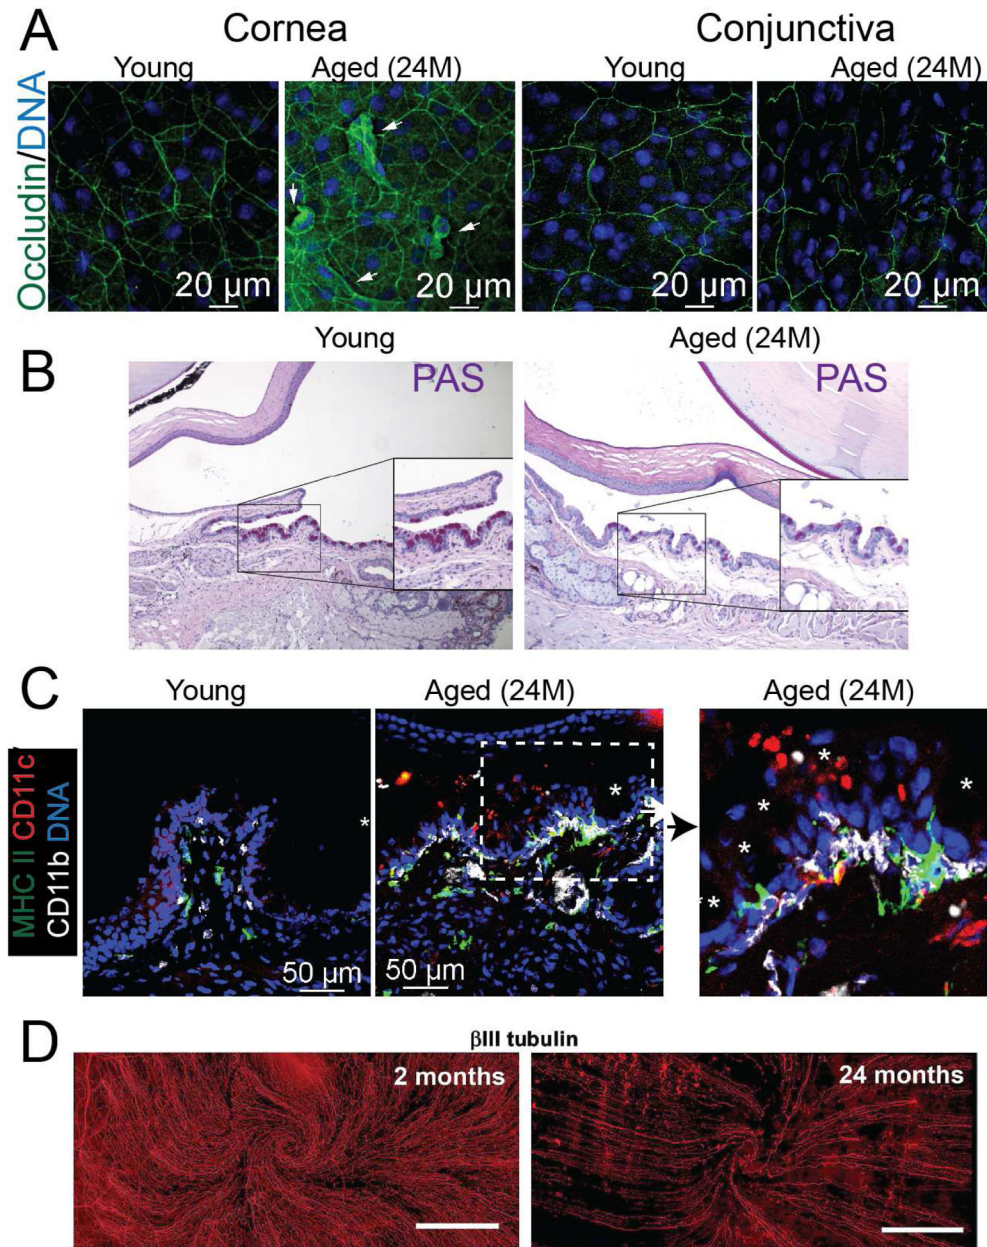 A
Cornea
Conjunctiva
Young
Aged (24M)
Young
Aged (24M)
Occludin/DNA
20 µm
20 µm
20 µm
20 µm
B
Young
Aged (24M)
PAS
PAS
C
Young
Aged (24M)
Aged (24M)
MHC II CD11c
CD11b DNA
*
*
*
*
*
*
**
50 µm
50 µm
D
βIII tubulin
2 months
24 months